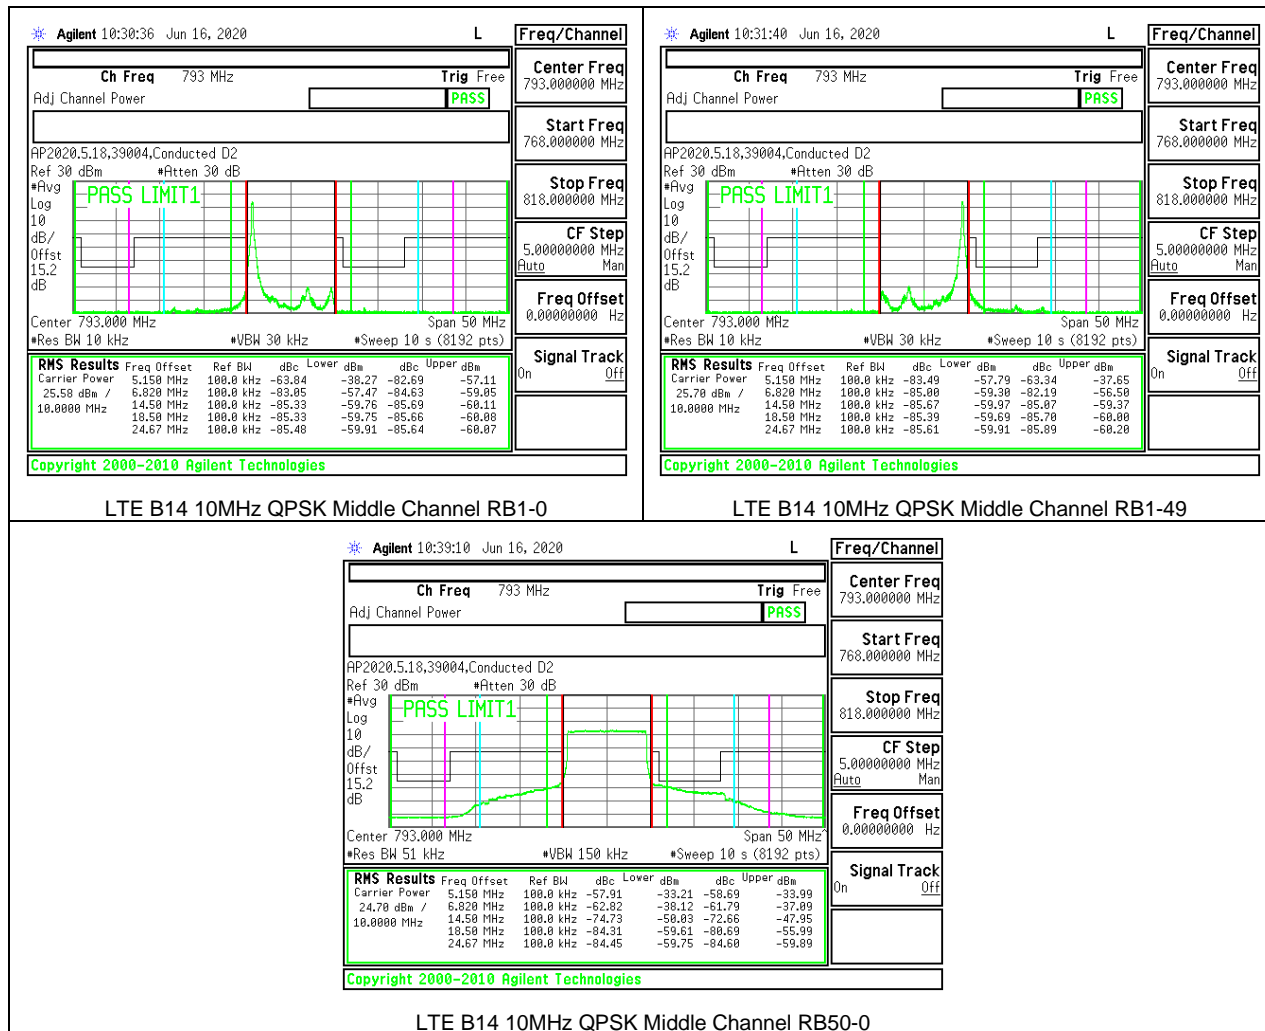 Agilent 10:30:36 Jun 16, 2020 L
Freq/Channel
Ch Freq 793 MHz Trig Free
Adj Channel Power PASS
AP2020.5.18,39004,Conducted D2
Ref 30 dBm #Atten 30 dB
#Avg
Log
10
dB/
Offst
15.2
dB
PASS LIMIT1
Center 793.000 MHz Span 50 MHz
#Res BW 10 kHz #VBW 30 kHz #Sweep 10 s (8192 pts)
RMS Results Freq Offset Ref BW dBc Lower dBm dBc Upper dBm
Carrier Power 5.150 MHz 100.0 kHz -63.84 -38.27 -82.69 -57.11
25.58 dBm / 6.820 MHz 100.0 kHz -83.05 -57.47 -84.63 -59.05
10.0000 MHz 14.50 MHz 100.0 kHz -85.33 -59.76 -85.69 -60.11
18.50 MHz 100.0 kHz -85.33 -59.75 -85.66 -60.08
24.67 MHz 100.0 kHz -85.48 -59.91 -85.64 -60.07
Copyright 2000-2010 Agilent Technologies
Center Freq
793.000000 MHz
Start Freq
768.000000 MHz
Stop Freq
818.000000 MHz
CF Step
5.00000000 MHz
Auto Man
Freq Offset
0.00000000 Hz
Signal Track
On Off
LTE B14 10MHz QPSK Middle Channel RB1-0
Agilent 10:31:40 Jun 16, 2020 L
Freq/Channel
Ch Freq 793 MHz Trig Free
Adj Channel Power PASS
AP2020.5.18,39004,Conducted D2
Ref 30 dBm #Atten 30 dB
#Avg
Log
10
dB/
Offst
15.2
dB
PASS LIMIT1
Center 793.000 MHz Span 50 MHz
#Res BW 10 kHz #VBW 30 kHz #Sweep 10 s (8192 pts)
RMS Results Freq Offset Ref BW dBc Lower dBm dBc Upper dBm
Carrier Power 5.150 MHz 100.0 kHz -83.49 -57.79 -63.34 -37.65
25.70 dBm / 6.820 MHz 100.0 kHz -85.00 -59.30 -82.19 -56.50
10.0000 MHz 14.50 MHz 100.0 kHz -85.67 -59.97 -85.07 -59.37
18.50 MHz 100.0 kHz -85.39 -59.69 -85.70 -60.00
24.67 MHz 100.0 kHz -85.61 -59.91 -85.89 -60.20
Copyright 2000-2010 Agilent Technologies
Center Freq
793.000000 MHz
Start Freq
768.000000 MHz
Stop Freq
818.000000 MHz
CF Step
5.00000000 MHz
Auto Man
Freq Offset
0.00000000 Hz
Signal Track
On Off
LTE B14 10MHz QPSK Middle Channel RB1-49
Agilent 10:39:10 Jun 16, 2020 L
Freq/Channel
Ch Freq 793 MHz Trig Free
Adj Channel Power PASS
AP2020.5.18,39004,Conducted D2
Ref 30 dBm #Atten 30 dB
#Avg
Log
10
dB/
Offst
15.2
dB
PASS LIMIT1
Center 793.000 MHz Span 50 MHz^
#Res BW 51 kHz #VBW 150 kHz #Sweep 10 s (8192 pts)
RMS Results Freq Offset Ref BW dBc Lower dBm dBc Upper dBm
Carrier Power 5.150 MHz 100.0 kHz -57.91 -33.21 -58.69 -33.99
24.70 dBm / 6.820 MHz 100.0 kHz -62.82 -38.12 -61.79 -37.09
10.0000 MHz 14.50 MHz 100.0 kHz -74.73 -50.03 -72.66 -47.95
18.50 MHz 100.0 kHz -84.31 -59.61 -80.69 -55.99
24.67 MHz 100.0 kHz -84.45 -59.75 -84.60 -59.89
Copyright 2000-2010 Agilent Technologies
Center Freq
793.000000 MHz
Start Freq
768.000000 MHz
Stop Freq
818.000000 MHz
CF Step
5.00000000 MHz
Auto Man
Freq Offset
0.00000000 Hz
Signal Track
On Off
LTE B14 10MHz QPSK Middle Channel RB50-0